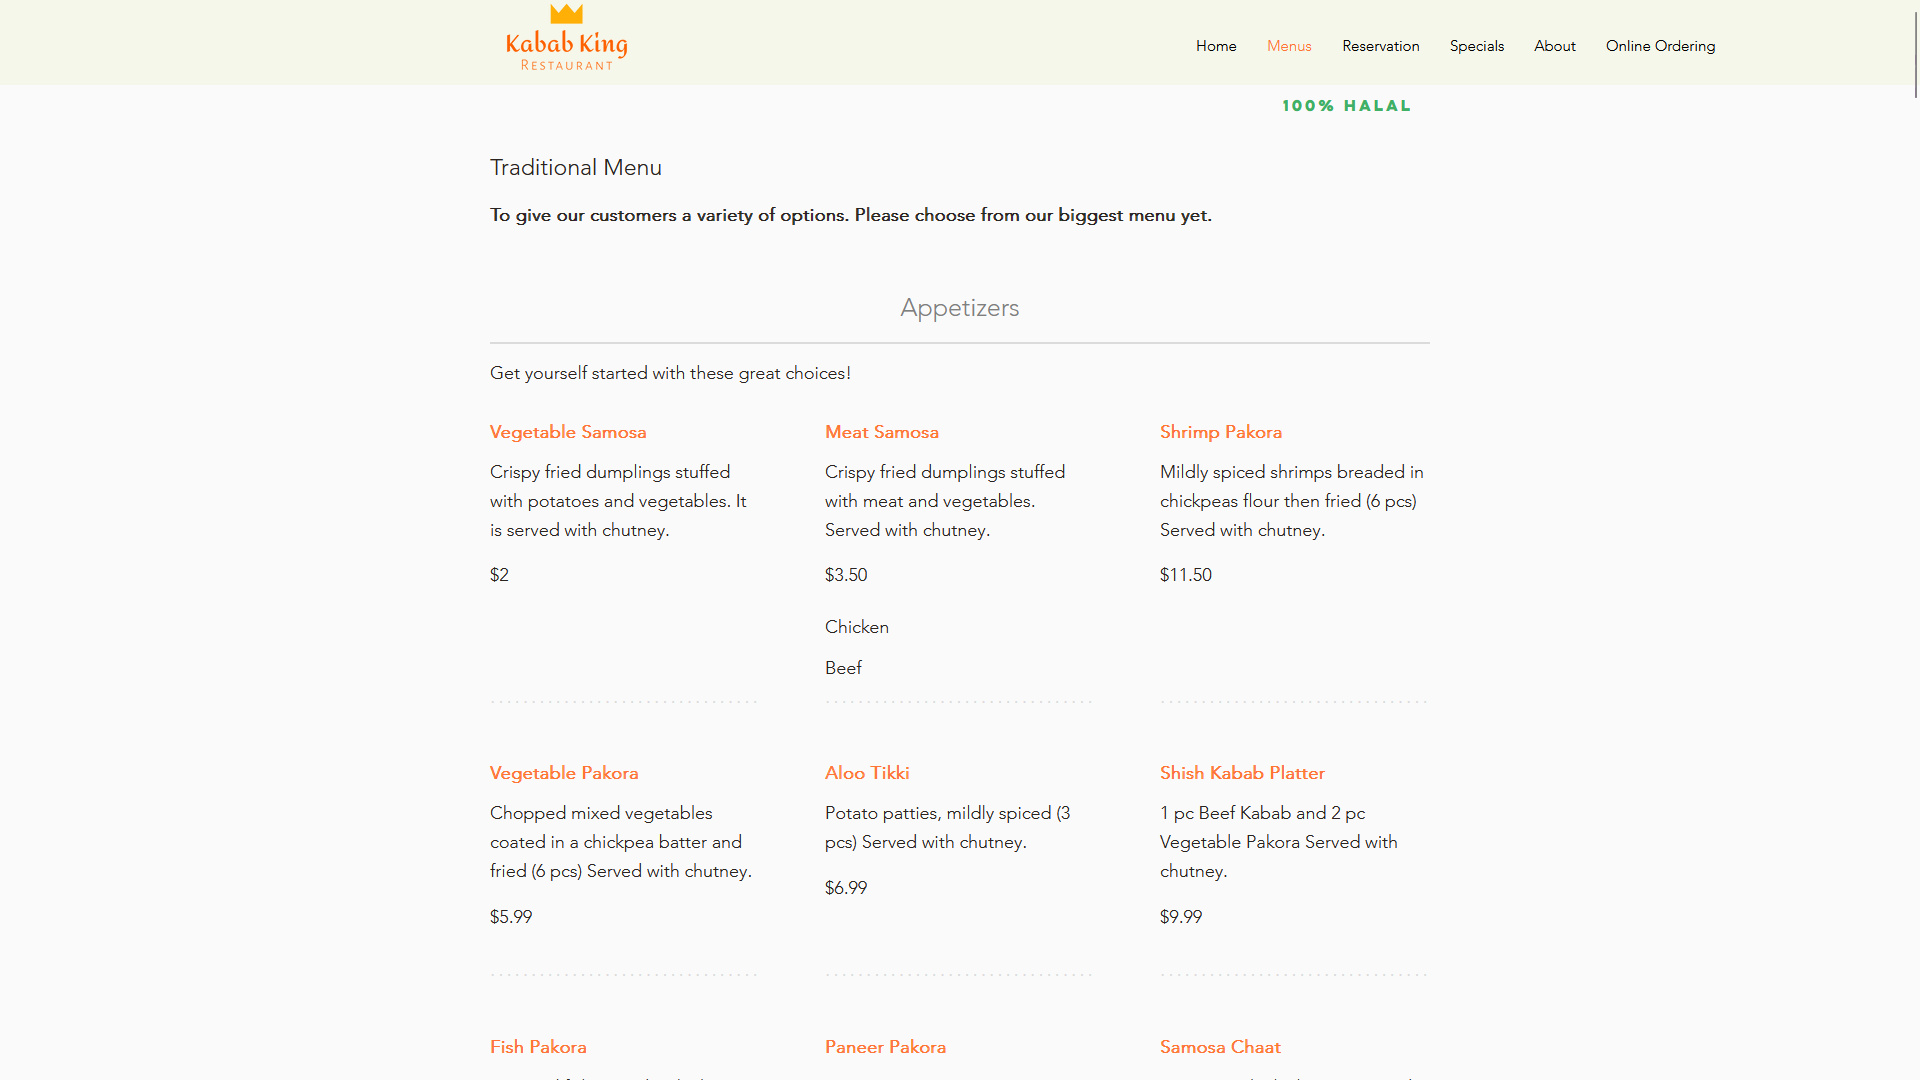 Kabab King
RESTAURANT
Home
Menus
Reservation
Specials
About
Online Ordering
100% HALAL
Traditional Menu
To give our customers a variety of options. Please choose from our biggest menu yet.
Appetizers
Get yourself started with these great choices!
Vegetable Samosa
Crispy fried dumplings stuffed
with potatoes and vegetables. It
is served with chutney.
$2
Meat Samosa
Crispy fried dumplings stuffed
with meat and vegetables.
Served with chutney.
$3.50
Chicken
Beef
Shrimp Pakora
Mildly spiced shrimps breaded in
chickpeas flour then fried (6 pcs)
Served with chutney.
$11.50
Vegetable Pakora
Chopped mixed vegetables
coated in a chickpea batter and
fried (6 pcs) Served with chutney.
$5.99
Aloo Tikki
Potato patties, mildly spiced (3
pcs) Served with chutney.
$6.99
Shish Kabab Platter
1 pc Beef Kabab and 2 pc
Vegetable Pakora Served with
chutney.
$9.99
Fish Pakora
Paneer Pakora
Samosa Chaat